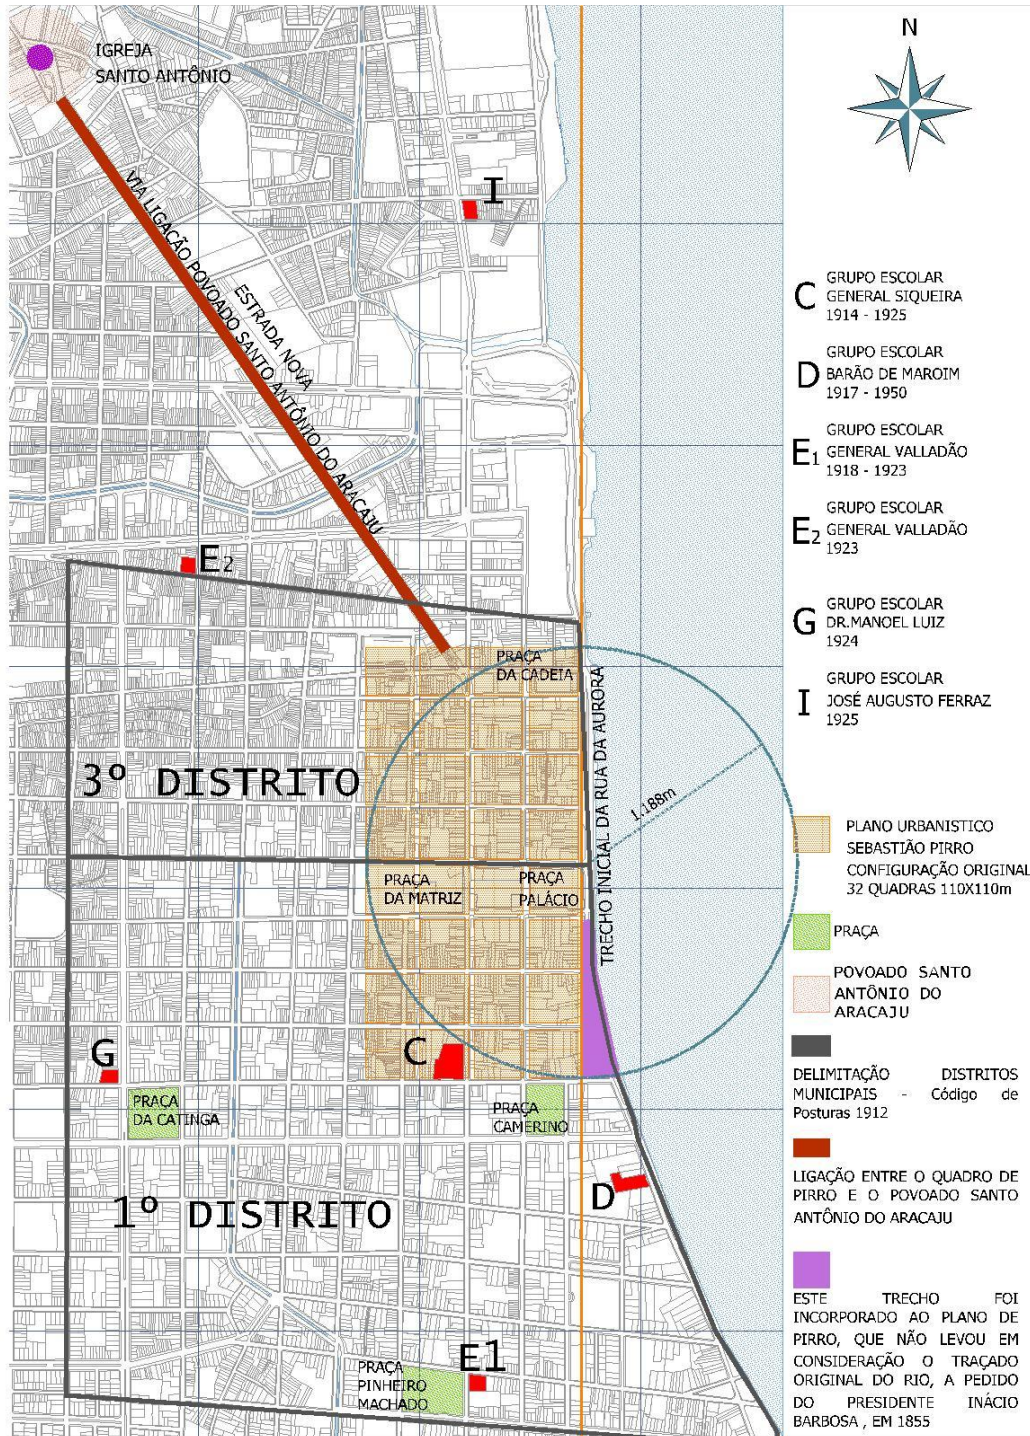 IGREJA
SANTO ANTÔNIO
N
I
VIA LIGAÇÃO POVOADO SANTO ANTÔNIO DO ARACAJU
ESTRADA NOVA
E2
PRAÇA
DA CADEIA
TRECHO INICIAL DA RUA DA AURORA
3º DISTRITO
1.188m
PRAÇA
DA MATRIZ
PRAÇA
PALÁCIO
G
C
PRAÇA
DA CATINGA
PRAÇA
CAMERINO
D
1º DISTRITO
E1
PRAÇA
PINHEIRO
MACHADO
C
GRUPO ESCOLAR
GENERAL SIQUEIRA
1914 - 1925
D
GRUPO ESCOLAR
BARÃO DE MAROIM
1917 - 1950
E1
GRUPO ESCOLAR
GENERAL VALLADÃO
1918 - 1923
E2
GRUPO ESCOLAR
GENERAL VALLADÃO
1923
G
GRUPO ESCOLAR
DR.MANOEL LUIZ
1924
I
GRUPO ESCOLAR
JOSÉ AUGUSTO FERRAZ
1925
PLANO URBANISTICO
SEBASTIÃO PIRRO
CONFIGURAÇÃO ORIGINAL
32 QUADRAS 110X110m
PRAÇA
POVOADO SANTO
ANTÔNIO DO
ARACAJU
DELIMITAÇÃO DISTRITOS
MUNICIPAIS - Código de
Posturas 1912
LIGAÇÃO ENTRE O QUADRO DE
PIRRO E O POVOADO SANTO
ANTÔNIO DO ARACAJU
ESTE TRECHO FOI
INCORPORADO AO PLANO DE
PIRRO, QUE NÃO LEVOU EM
CONSIDERAÇÃO O TRAÇADO
ORIGINAL DO RIO, A PEDIDO
DO PRESIDENTE INÁCIO
BARBOSA , EM 1855